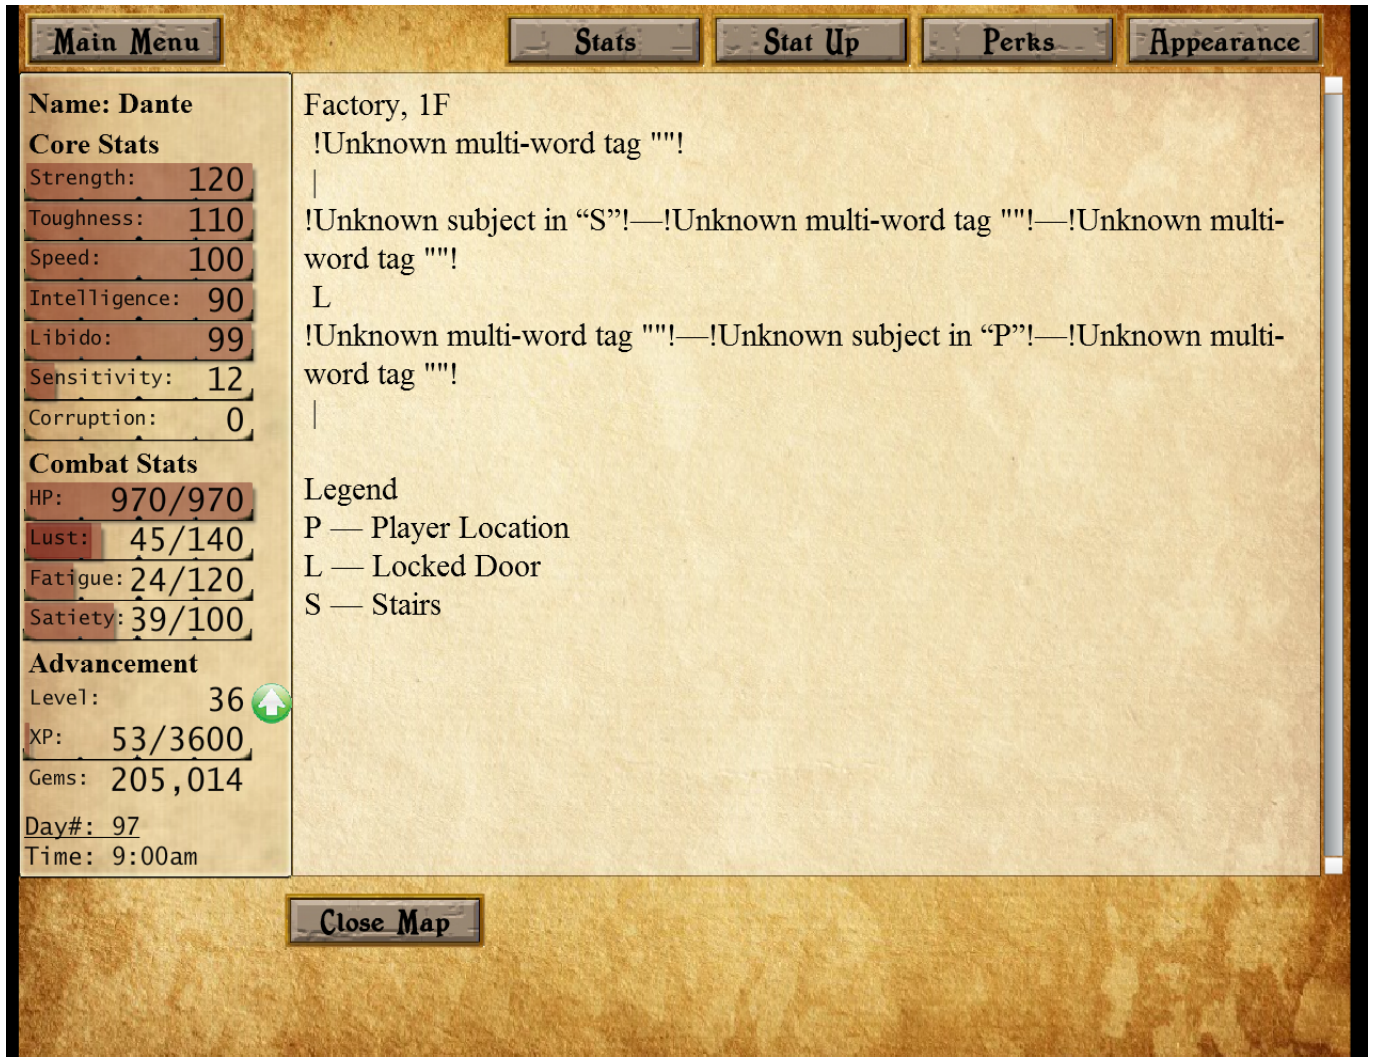 Main Menu Stats Stat Up Perks Appearance
Name: Dante
Core Stats
Strength: 120
Toughness: 110
Speed: 100
Intelligence: 90
Libido: 99
Sensitivity: 12
Corruption: 0
Combat Stats
HP: 970/970
Lust: 45/140
Fatigue: 24/120
Satiety: 39/100
Advancement
Level: 36
XP: 53/3600
Gems: 205,014
Day#: 97
Time: 9:00am
Factory, 1F
!Unknown multi-word tag ""!
|
!Unknown subject in “S”!—!Unknown multi-word tag ""!—!Unknown multi-
word tag ""!
L
!Unknown multi-word tag ""!—!Unknown subject in “P”!—!Unknown multi-
word tag ""!
|
Legend
P — Player Location
L — Locked Door
S — Stairs
Close Map